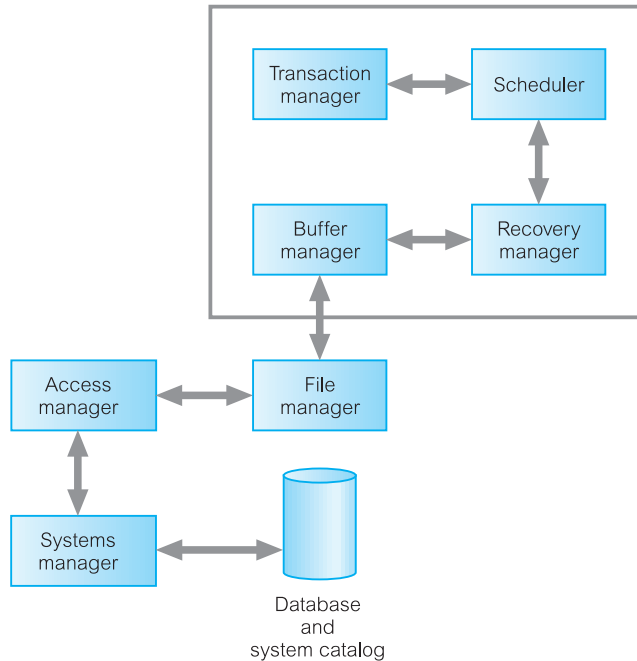 Transaction
manager
Scheduler
Buffer
manager
Recovery
manager
Access
manager
File
manager
Systems
manager
Database
and
system catalog